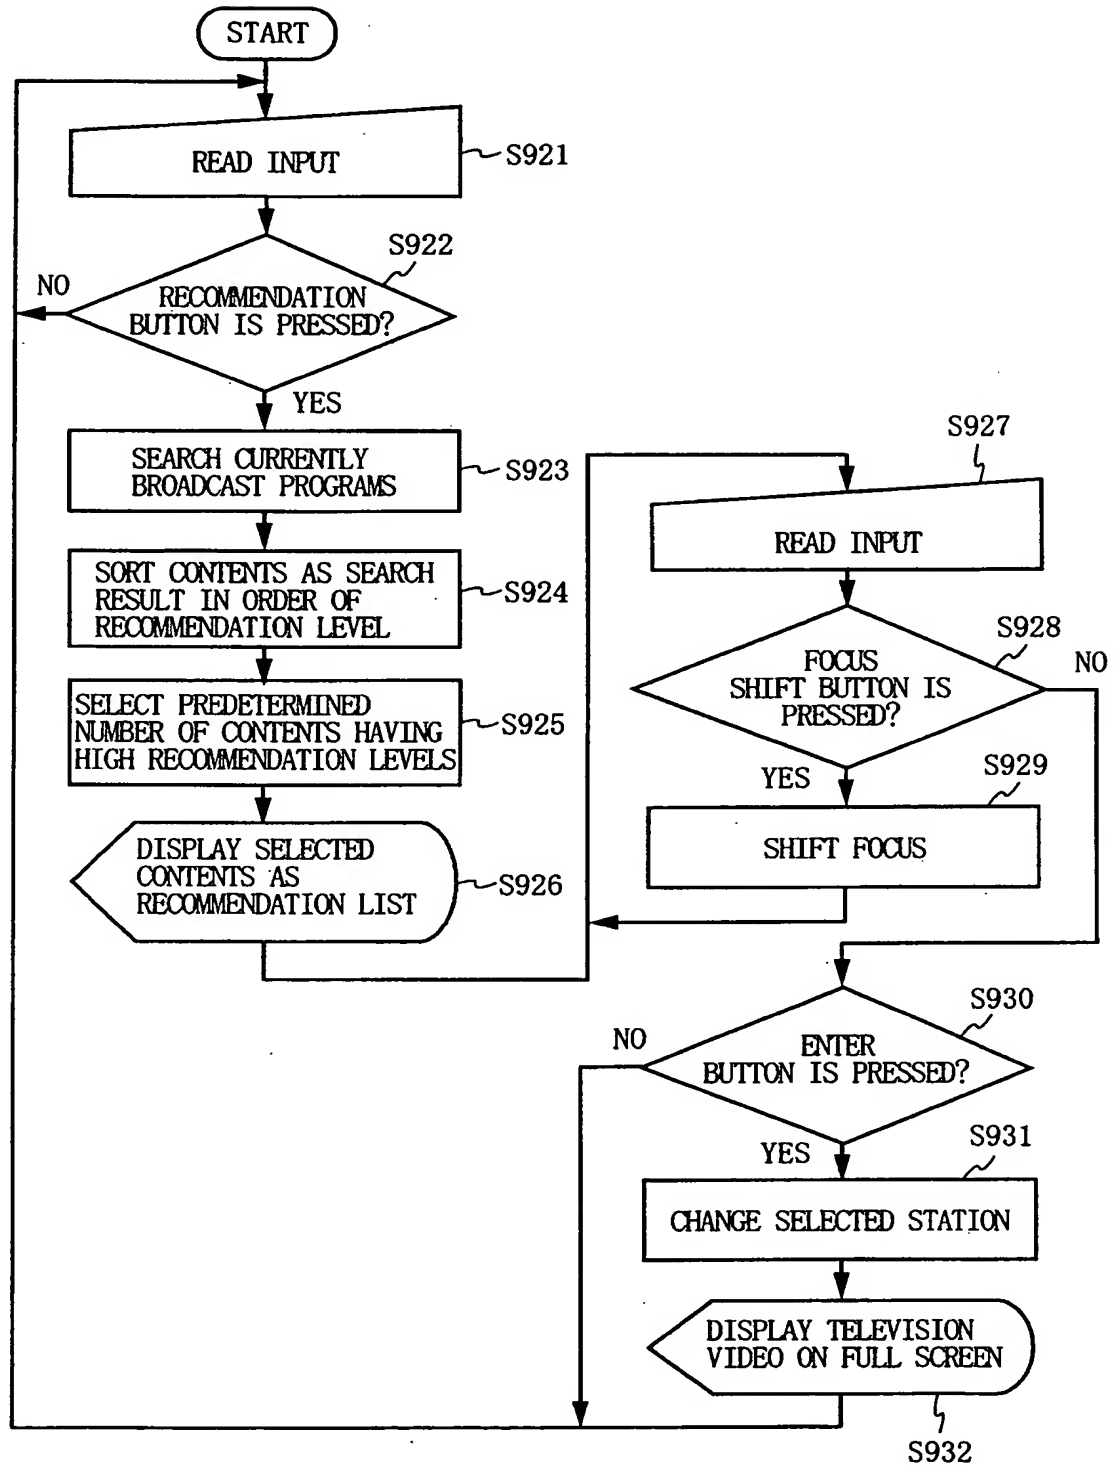 START
READ INPUT
S921
S922
NO
RECOMMENDATION
BUTTON IS PRESSED?
YES
SEARCH CURRENTLY
BROADCAST PROGRAMS
S923
SORT CONTENTS AS SEARCH
RESULT IN ORDER OF
RECOMMENDATION LEVEL
S924
SELECT PREDETERMINED
NUMBER OF CONTENTS HAVING
HIGH RECOMMENDATION LEVELS
S925
DISPLAY SELECTED
CONTENTS AS
RECOMMENDATION LIST
S926
S927
READ INPUT
S928
NO
FOCUS
SHIFT BUTTON IS
PRESSED?
YES
S929
SHIFT FOCUS
S930
NO
ENTER
BUTTON IS PRESSED?
YES
S931
CHANGE SELECTED STATION
DISPLAY TELEVISION
VIDEO ON FULL SCREEN
S932